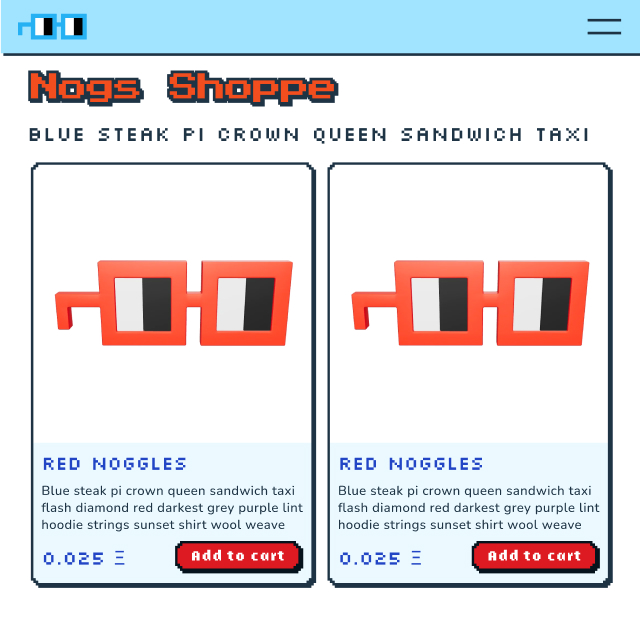 Nogs Shoppe
BLUE STEAK PI CROWN QUEEN SANDWICH TAXI
RED NOGGLES
Blue steak pi crown queen sandwich taxi
flash diamond red darkest grey purple lint
hoodie strings sunset shirt wool weave
0.025 Ξ
Add to cart
RED NOGGLES
Blue steak pi crown queen sandwich taxi
flash diamond red darkest grey purple lint
hoodie strings sunset shirt wool weave
0.025 Ξ
Add to cart